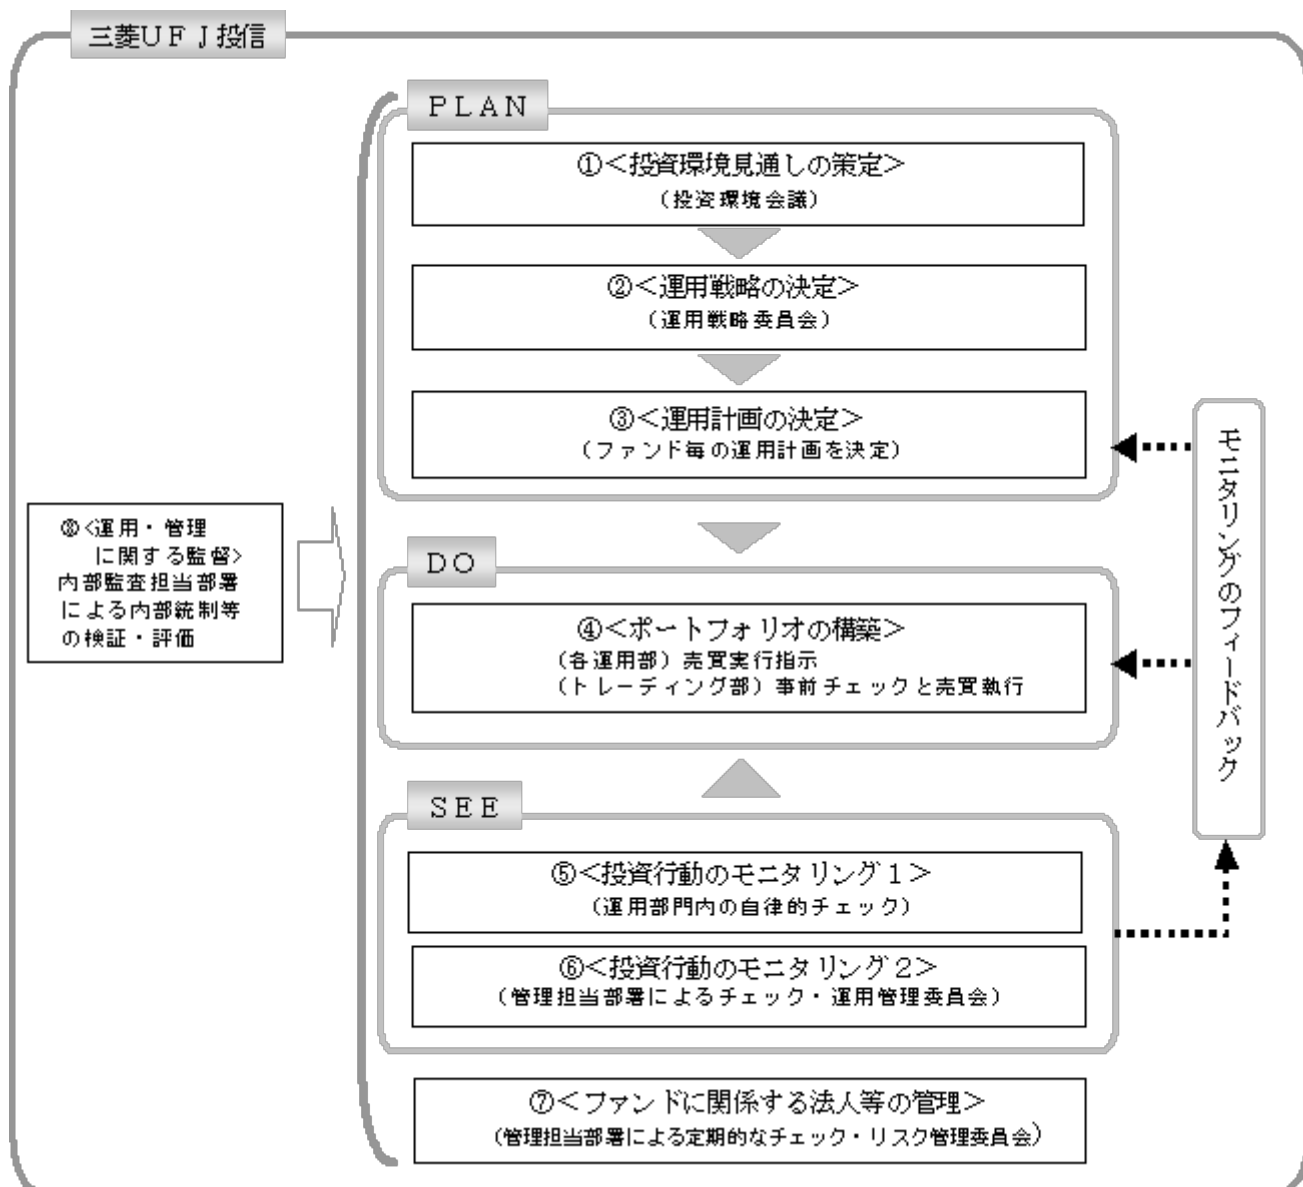 三菱ＵＦＪ投信
ＰＬＡＮ
①＜投資環境見通しの策定＞
（投資環境会議）
②＜運用戦略の決定＞
（運用戦略委員会）
③＜運用計画の決定＞
（ファンド毎の運用計画を決定）
モニタリングのフィードバック
⑧<運用・管理
に関する監督>
内部監査担当部署
による内部統制等
の検証・評価
ＤＯ
④＜ポートフォリオの構築＞
（各運用部）売買実行指示
（トレーディング部）事前チェックと売買執行
ＳＥＥ
⑤＜投資行動のモニタリング１＞
（運用部門内の自律的チェック）
⑥＜投資行動のモニタリング２＞
（管理担当部署によるチェック・運用管理委員会）
⑦＜ファンドに関係する法人等の管理＞
（管理担当部署による定期的なチェック・リスク管理委員会）